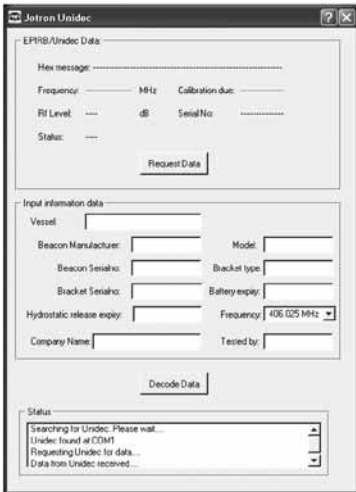 Jotron Unidec
EPIRB/Unidec Data:
Hex message: --------------------------------------------------------
Frequency: ------------ MHz Calibration due: ------------
Rf Level: ---- dB Serial No: --------------
Status: ----
Request Data
Input information data
Vessel
Beacon Manufacturer: Model:
Beacon Serialno: Bracket type:
Bracket Serialno: Battery expiry:
Hydrostatic release expiry: Frequency: 406.025 MHz
Company Name: Tested by:
Decode Data
Status
Searching for Unidec. Please wait....
Unidec found at COM1
Requesting Unidec for data....
Data from Unidec received....